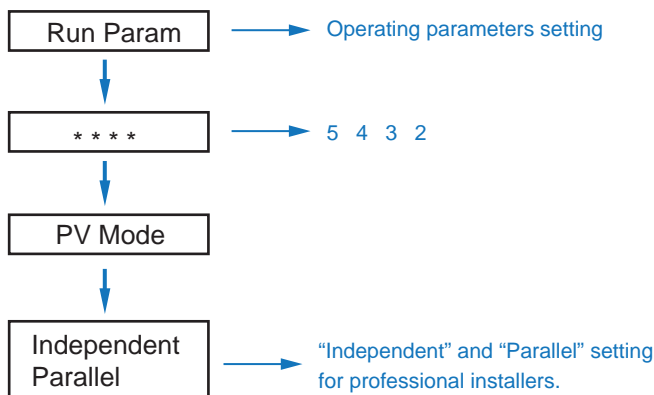 Run Param
Operating parameters setting
* * * *
5 4 3 2
PV Mode
Independent
Parallel
“Independent” and “Parallel” setting
for professional installers.